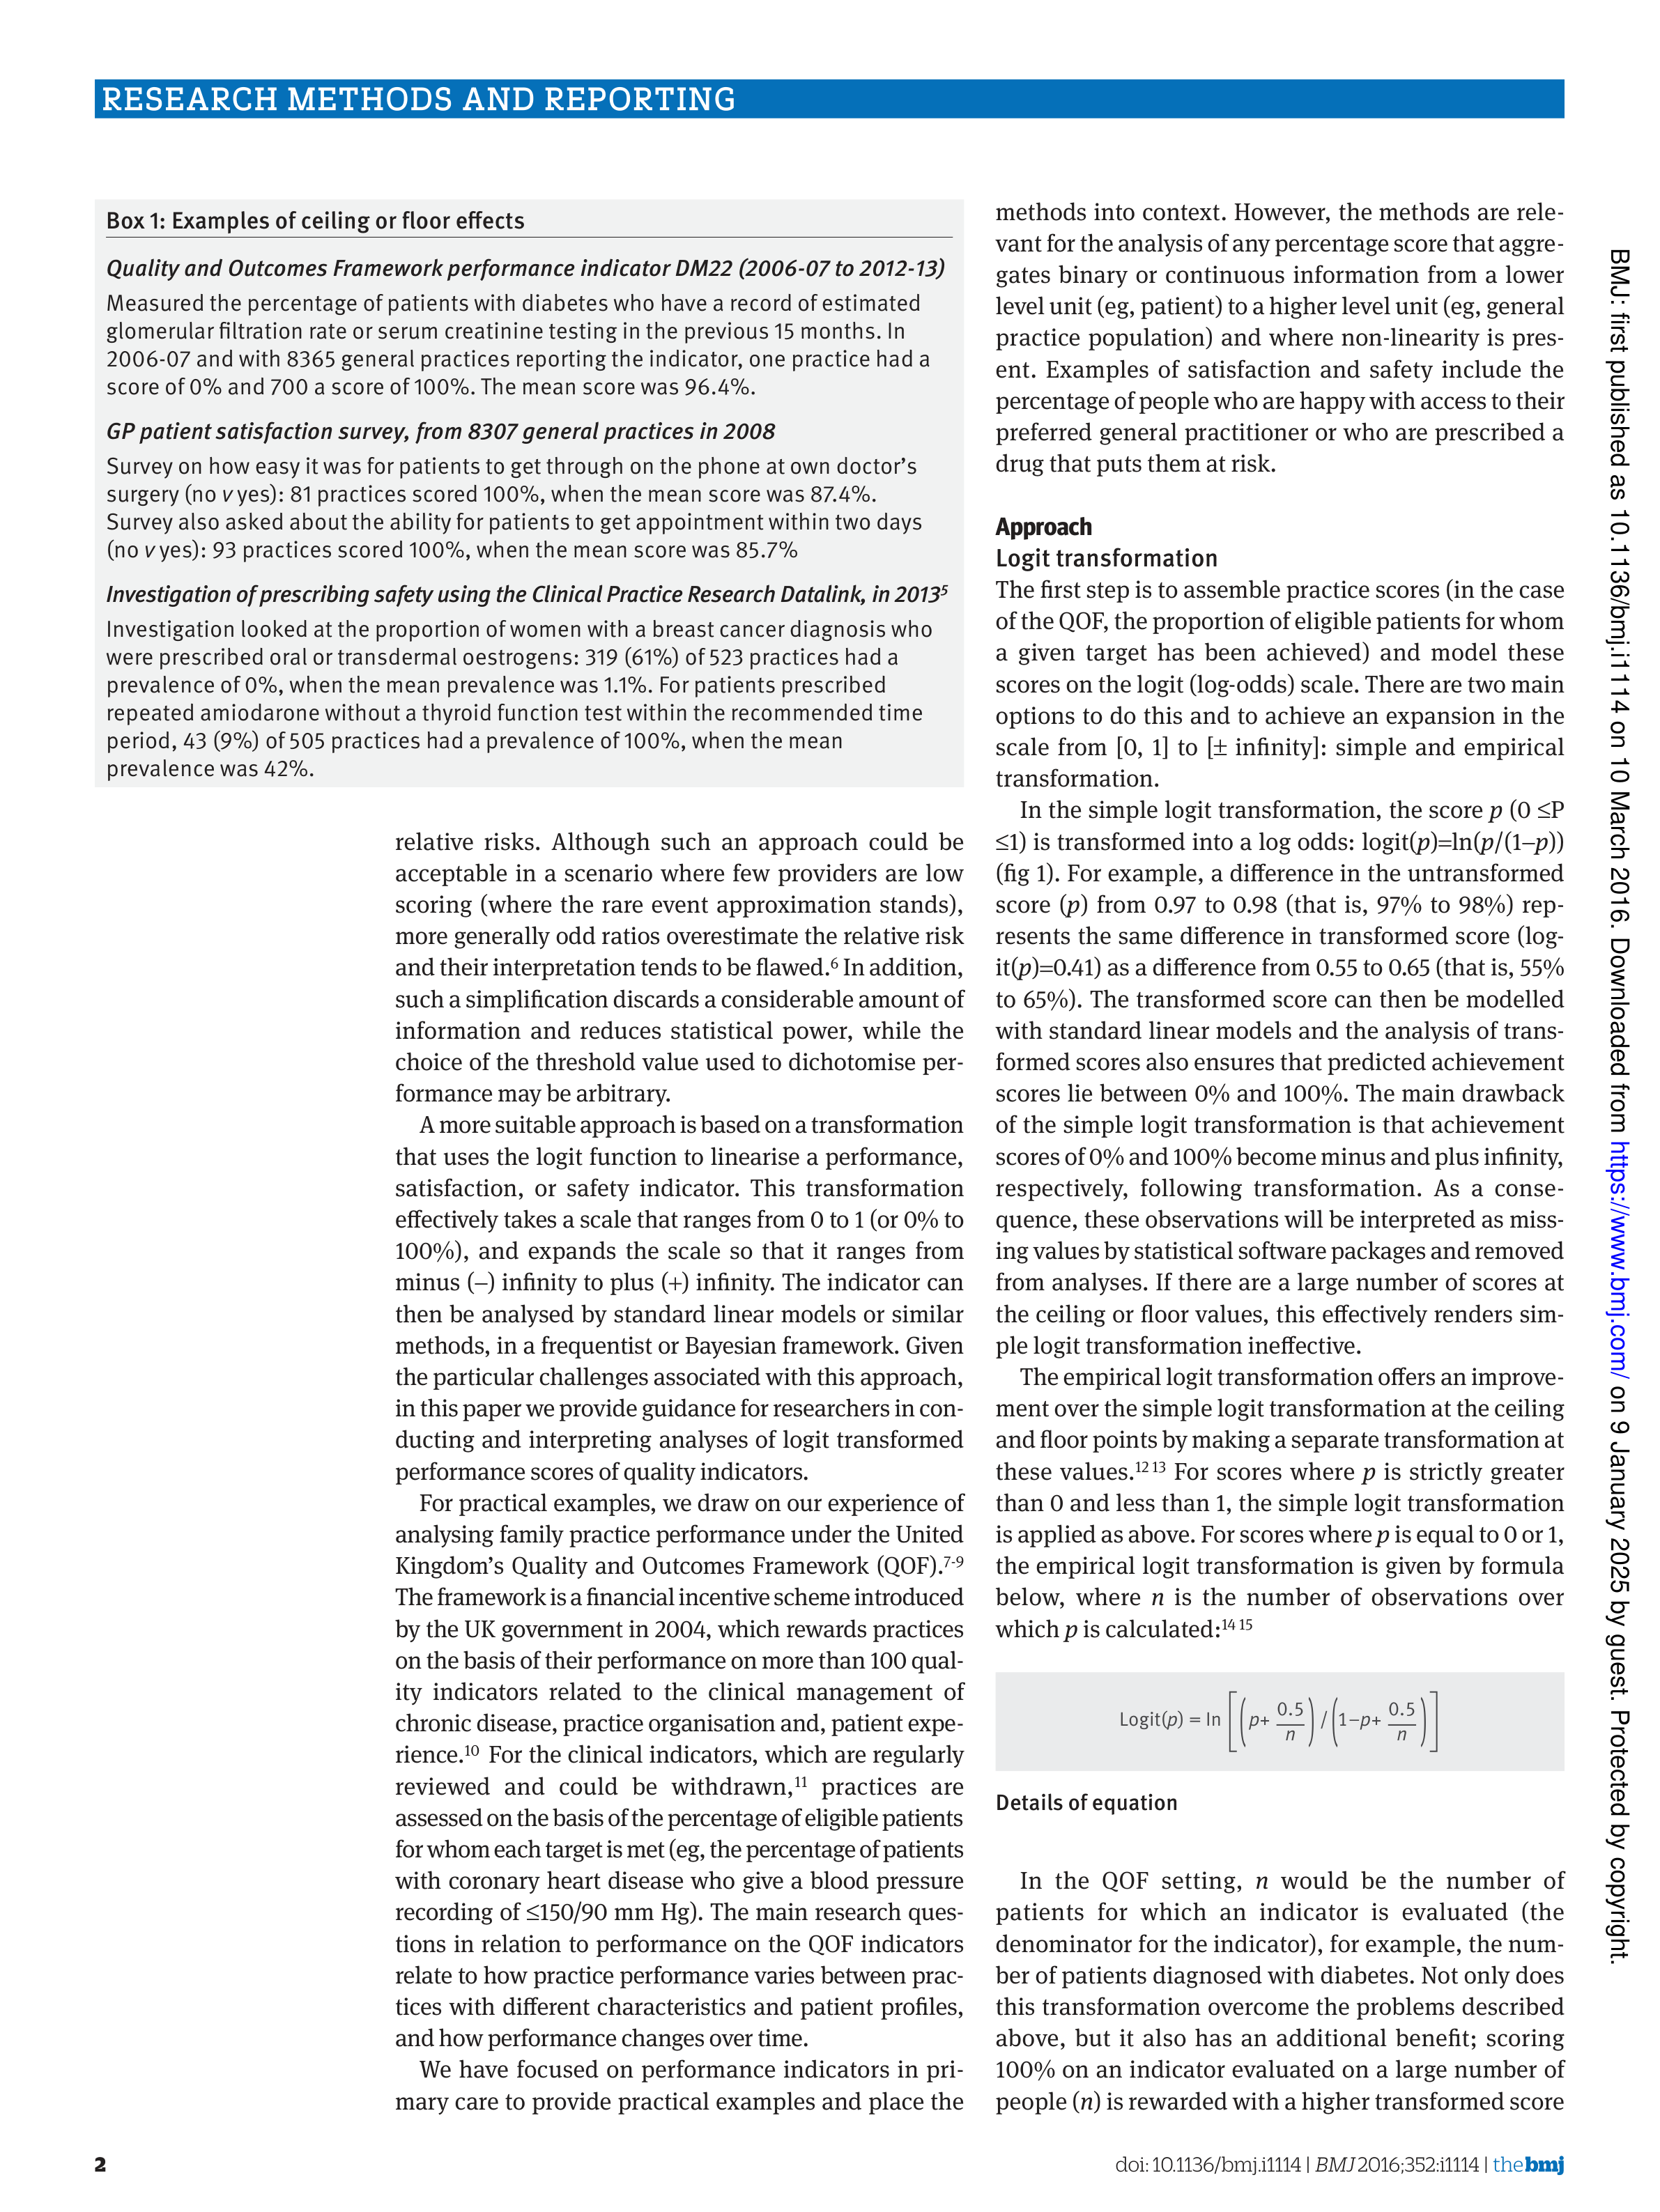 RESEARCH METHODS AND REPORTING
Box 1: Examples of ceiling or floor effects
Quality and Outcomes Framework performance indicator DM22 (2006-07 to 2012-13)
Measured the percentage of patients with diabetes who have a record of estimated
glomerular filtration rate or serum creatinine testing in the previous 15 months. In
2006-07 and with 8365 general practices reporting the indicator, one practice had a
score of 0% and 700 a score of 100%. The mean score was 96.4%.
GP patient satisfaction survey, from 8307 general practices in 2008
Survey on how easy it was for patients to get through on the phone at own doctor's
surgery (no v yes): 81 practices scored 100%, when the mean score was 87.4%.
Survey also asked about the ability for patients to get appointment within two days
(no v yes): 93 practices scored 100%, when the mean score was 85.7%
Investigation of prescribing safety using the Clinical Practice Research Datalink, in 2013⁵
Investigation looked at the proportion of women with a breast cancer diagnosis who
were prescribed oral or transdermal oestrogens: 319 (61%) of 523 practices had a
prevalence of 0%, when the mean prevalence was 1.1%. For patients prescribed
repeated amiodarone without a thyroid function test within the recommended time
period, 43 (9%) of 505 practices had a prevalence of 100%, when the mean
prevalence was 42%.
relative risks. Although such an approach could be
acceptable in a scenario where few providers are low
scoring (where the rare event approximation stands),
more generally odd ratios overestimate the relative risk
and their interpretation tends to be flawed.⁶ In addition,
such a simplification discards a considerable amount of
information and reduces statistical power, while the
choice of the threshold value used to dichotomise per-
formance may be arbitrary.
A more suitable approach is based on a transformation
that uses the logit function to linearise a performance,
satisfaction, or safety indicator. This transformation
effectively takes a scale that ranges from 0 to 1 (or 0% to
100%), and expands the scale so that it ranges from
minus (–) infinity to plus (+) infinity. The indicator can
then be analysed by standard linear models or similar
methods, in a frequentist or Bayesian framework. Given
the particular challenges associated with this approach,
in this paper we provide guidance for researchers in con-
ducting and interpreting analyses of logit transformed
performance scores of quality indicators.
For practical examples, we draw on our experience of
analysing family practice performance under the United
Kingdom's Quality and Outcomes Framework (QOF).⁷⁻⁹
The framework is a financial incentive scheme introduced
by the UK government in 2004, which rewards practices
on the basis of their performance on more than 100 qual-
ity indicators related to the clinical management of
chronic disease, practice organisation and, patient expe-
rience.¹⁰ For the clinical indicators, which are regularly
reviewed and could be withdrawn,¹¹ practices are
assessed on the basis of the percentage of eligible patients
for whom each target is met (eg, the percentage of patients
with coronary heart disease who give a blood pressure
recording of ≤150/90 mm Hg). The main research ques-
tions in relation to performance on the QOF indicators
relate to how practice performance varies between prac-
tices with different characteristics and patient profiles,
and how performance changes over time.
We have focused on performance indicators in pri-
mary care to provide practical examples and place the
methods into context. However, the methods are rele-
vant for the analysis of any percentage score that aggre-
gates binary or continuous information from a lower
level unit (eg, patient) to a higher level unit (eg, general
practice population) and where non-linearity is pres-
ent. Examples of satisfaction and safety include the
percentage of people who are happy with access to their
preferred general practitioner or who are prescribed a
drug that puts them at risk.
Approach
Logit transformation
The first step is to assemble practice scores (in the case
of the QOF, the proportion of eligible patients for whom
a given target has been achieved) and model these
scores on the logit (log-odds) scale. There are two main
options to do this and to achieve an expansion in the
scale from [0, 1] to [± infinity]: simple and empirical
transformation.
In the simple logit transformation, the score p (0 ≤P
≤1) is transformed into a log odds: logit(p)=ln(p/(1–p))
(fig 1). For example, a difference in the untransformed
score (p) from 0.97 to 0.98 (that is, 97% to 98%) rep-
resents the same difference in transformed score (log-
it(p)=0.41) as a difference from 0.55 to 0.65 (that is, 55%
to 65%). The transformed score can then be modelled
with standard linear models and the analysis of trans-
formed scores also ensures that predicted achievement
scores lie between 0% and 100%. The main drawback
of the simple logit transformation is that achievement
scores of 0% and 100% become minus and plus infinity,
respectively, following transformation. As a conse-
quence, these observations will be interpreted as miss-
ing values by statistical software packages and removed
from analyses. If there are a large number of scores at
the ceiling or floor values, this effectively renders sim-
ple logit transformation ineffective.
The empirical logit transformation offers an improve-
ment over the simple logit transformation at the ceiling
and floor points by making a separate transformation at
these values.¹² ¹³ For scores where p is strictly greater
than 0 and less than 1, the simple logit transformation
is applied as above. For scores where p is equal to 0 or 1,
the empirical logit transformation is given by formula
below, where n is the number of observations over
which p is calculated:¹⁴ ¹⁵
Logit(p) = ln [(p+ 0.5/n) / (1–p+ 0.5/n)]
Details of equation
In the QOF setting, n would be the number of
patients for which an indicator is evaluated (the
denominator for the indicator), for example, the num-
ber of patients diagnosed with diabetes. Not only does
this transformation overcome the problems described
above, but it also has an additional benefit; scoring
100% on an indicator evaluated on a large number of
people (n) is rewarded with a higher transformed score
2
doi: 10.1136/bmj.i1114 | BMJ 2016;352:i1114 | thebmj
BMJ: first published as 10.1136/bmj.i1114 on 10 March 2016. Downloaded from https://www.bmj.com/ on 9 January 2025 by guest. Protected by copyright.